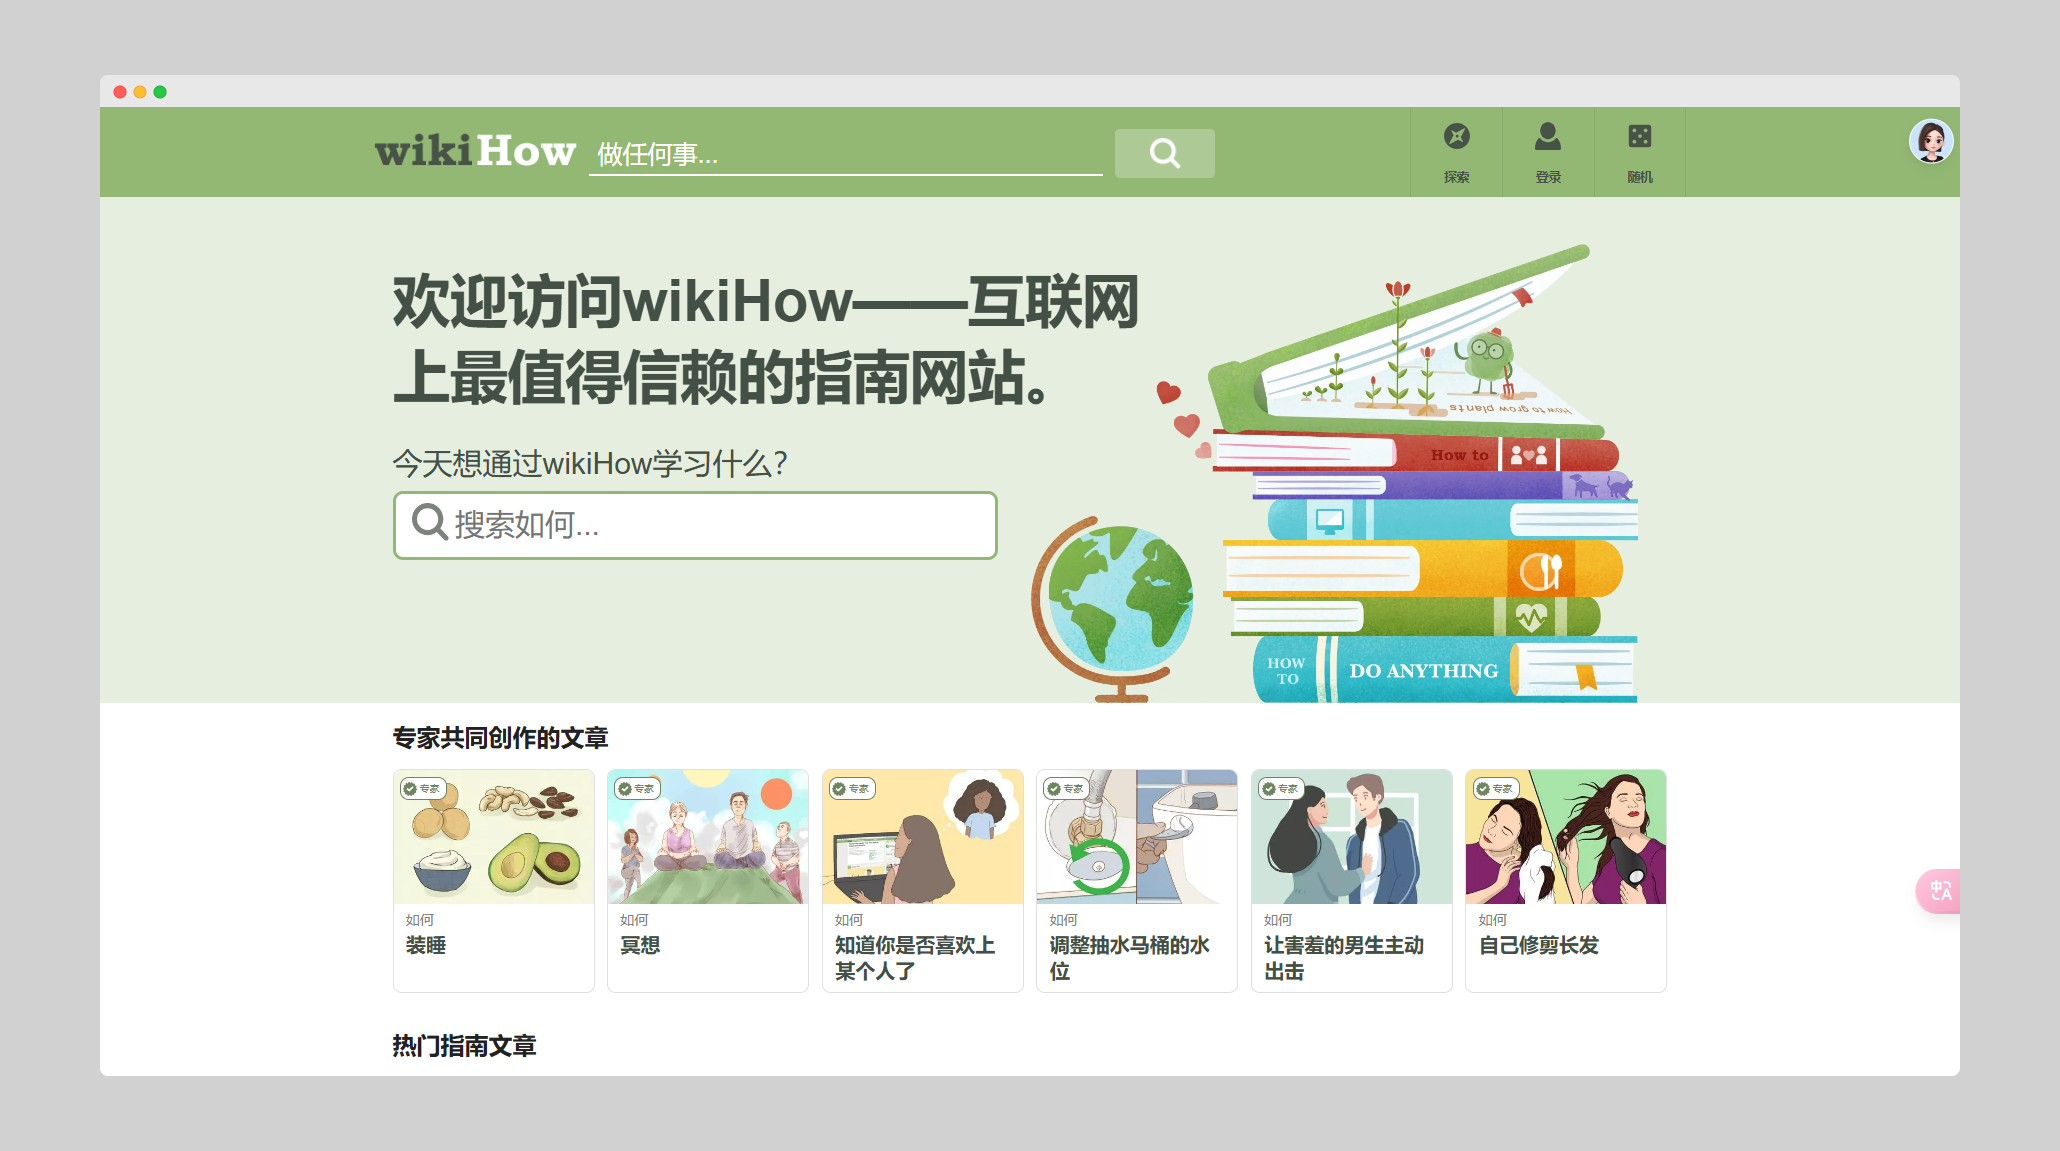 wikiHow
做任何事...
探索
登录
随机
欢迎访问wikiHow——互联网
上最值得信赖的指南网站。
今天想通过wikiHow学习什么？
搜索如何...
How to grow plants
How to
HOW
TO
DO ANYTHING
专家共同创作的文章
专家
专家
专家
专家
专家
专家
如何
装睡
如何
冥想
如何
知道你是否喜欢上
某个人了
如何
调整抽水马桶的水
位
如何
让害羞的男生主动
出击
如何
自己修剪长发
热门指南文章
中
A